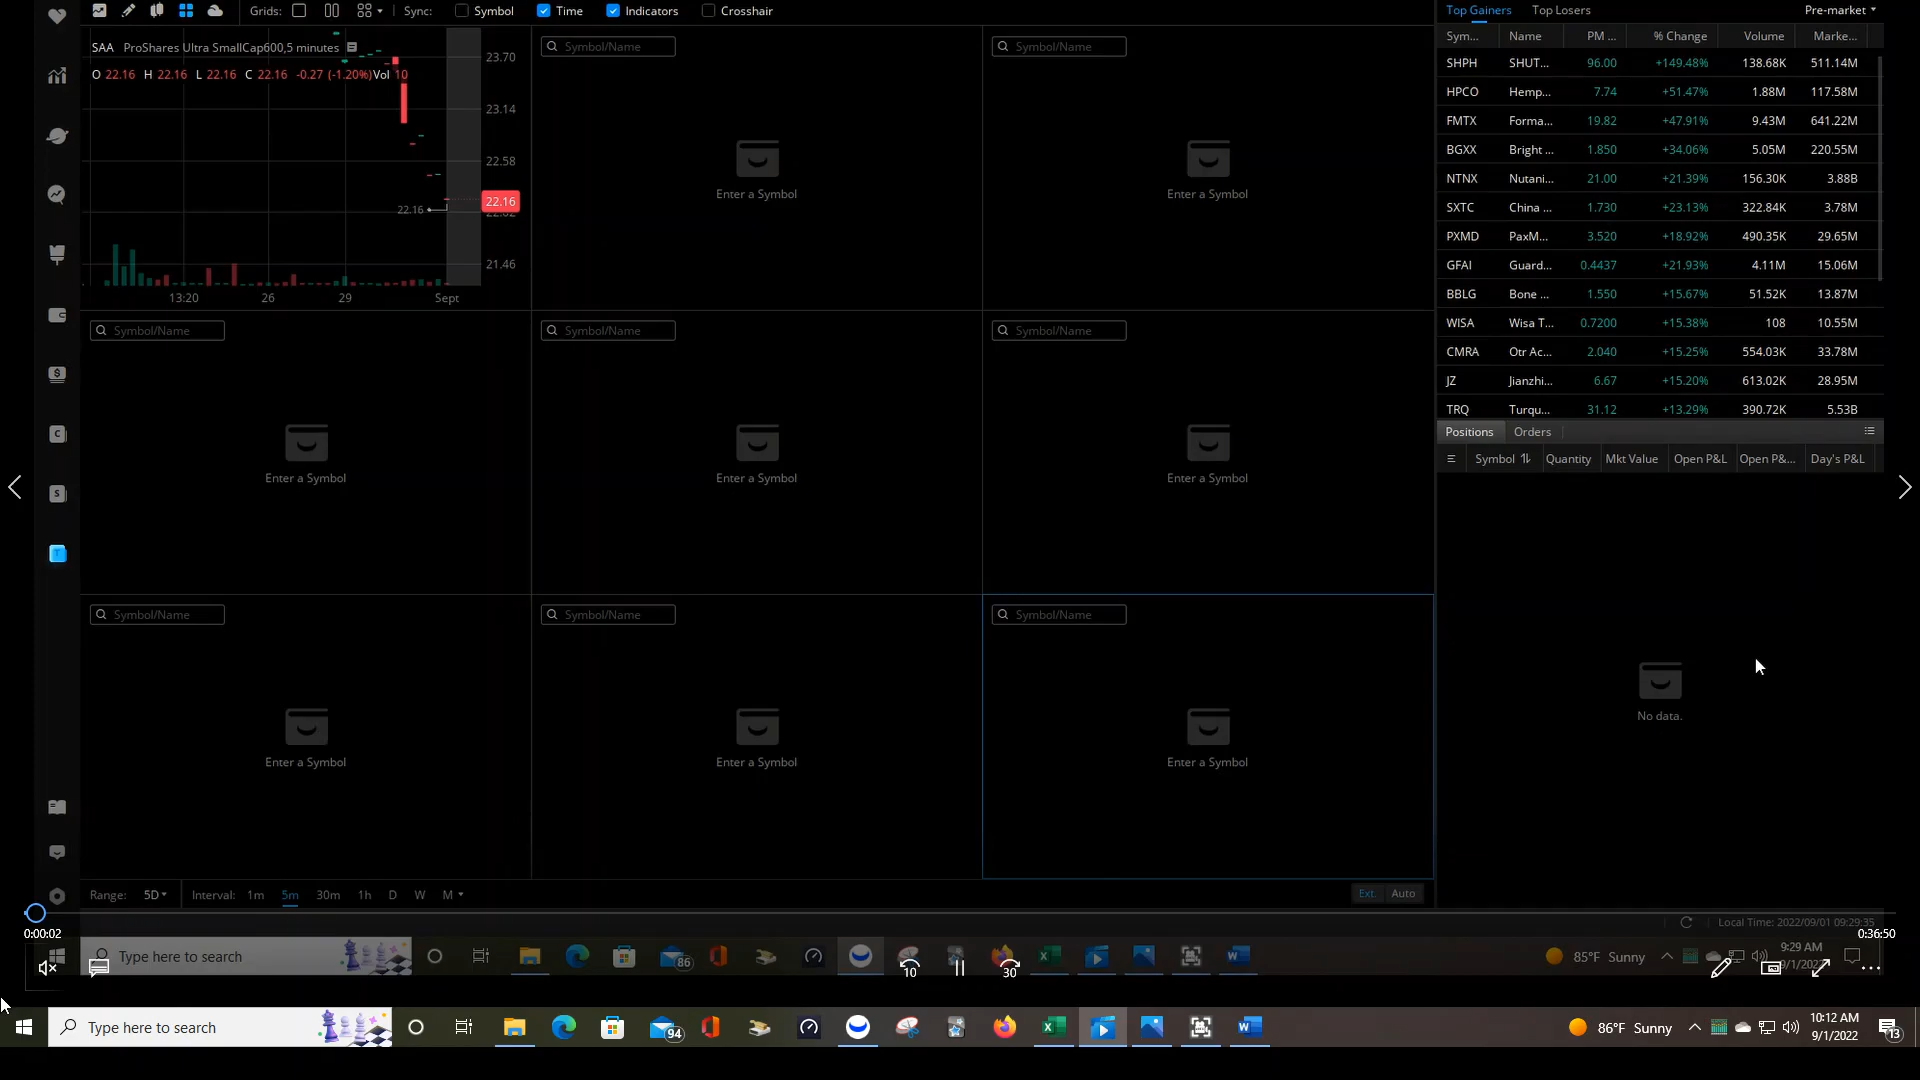 Grids: Sync: Symbol Time Indicators Crosshair
SAA ProShares Ultra SmallCap600,5 minutes
O 22.16 H 22.16 L 22.16 C 22.16 -0.27 (-1.20%) Vol 10
23.70
23.14
22.58
22.16
22.16
21.46
13:20 26 29 Sept
Symbol/Name
Enter a Symbol
Symbol/Name
Enter a Symbol
Symbol/Name
Enter a Symbol
Symbol/Name
Enter a Symbol
Symbol/Name
Enter a Symbol
Symbol/Name
Enter a Symbol
Symbol/Name
Enter a Symbol
Symbol/Name
Enter a Symbol
Range: 5D Interval: 1m 5m 30m 1h D W M
Ext. Auto
Top Gainers Top Losers Pre-market
Sym... Name PM ... % Change Volume Marke...
SHPH SHUT... 96.00 +149.48% 138.68K 511.14M
HPCO Hemp... 7.74 +51.47% 1.88M 117.58M
FMTX Forma... 19.82 +47.91% 9.43M 641.22M
BGXX Bright ... 1.850 +34.06% 5.05M 220.55M
NTNX Nutani... 21.00 +21.39% 156.30K 3.88B
SXTC China ... 1.730 +23.13% 322.84K 3.78M
PXMD PaxM... 3.520 +18.92% 490.35K 29.65M
GFAI Guard... 0.4437 +21.93% 4.11M 15.06M
BBLG Bone ... 1.550 +15.67% 51.52K 13.87M
WISA Wisa T... 0.7200 +15.38% 108 10.55M
CMRA Otr Ac... 2.040 +15.25% 554.03K 33.78M
JZ Jianzhi... 6.67 +15.20% 613.02K 28.95M
TRQ Turqu... 31.12 +13.29% 390.72K 5.53B
Positions Orders
Symbol Quantity Mkt Value Open P&L Open P&... Day's P&L
No data.
Local Time: 2022/09/01 09:29:35
0:00:02 0:36:50
Type here to search 86 85°F Sunny 9:29 AM
10 30
Type here to search 94 86°F Sunny 10:12 AM
9/1/2022 13